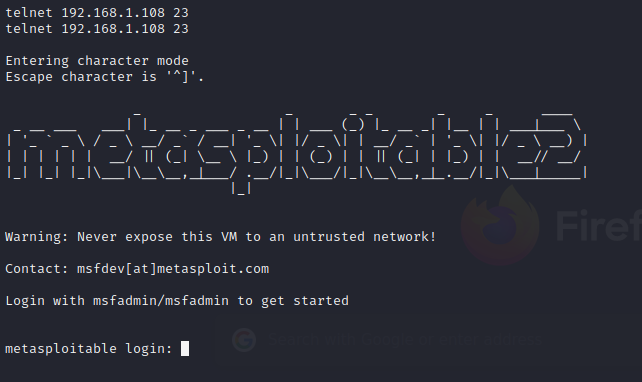 telnet 192.168.1.108 23
telnet 192.168.1.108 23
Entering character mode
Escape character is '^]'.
metasploitable2
Warning: Never expose this VM to an untrusted network!
Contact: msfdev[at]metasploit.com
Login with msfadmin/msfadmin to get started
metasploitable login:
Firef